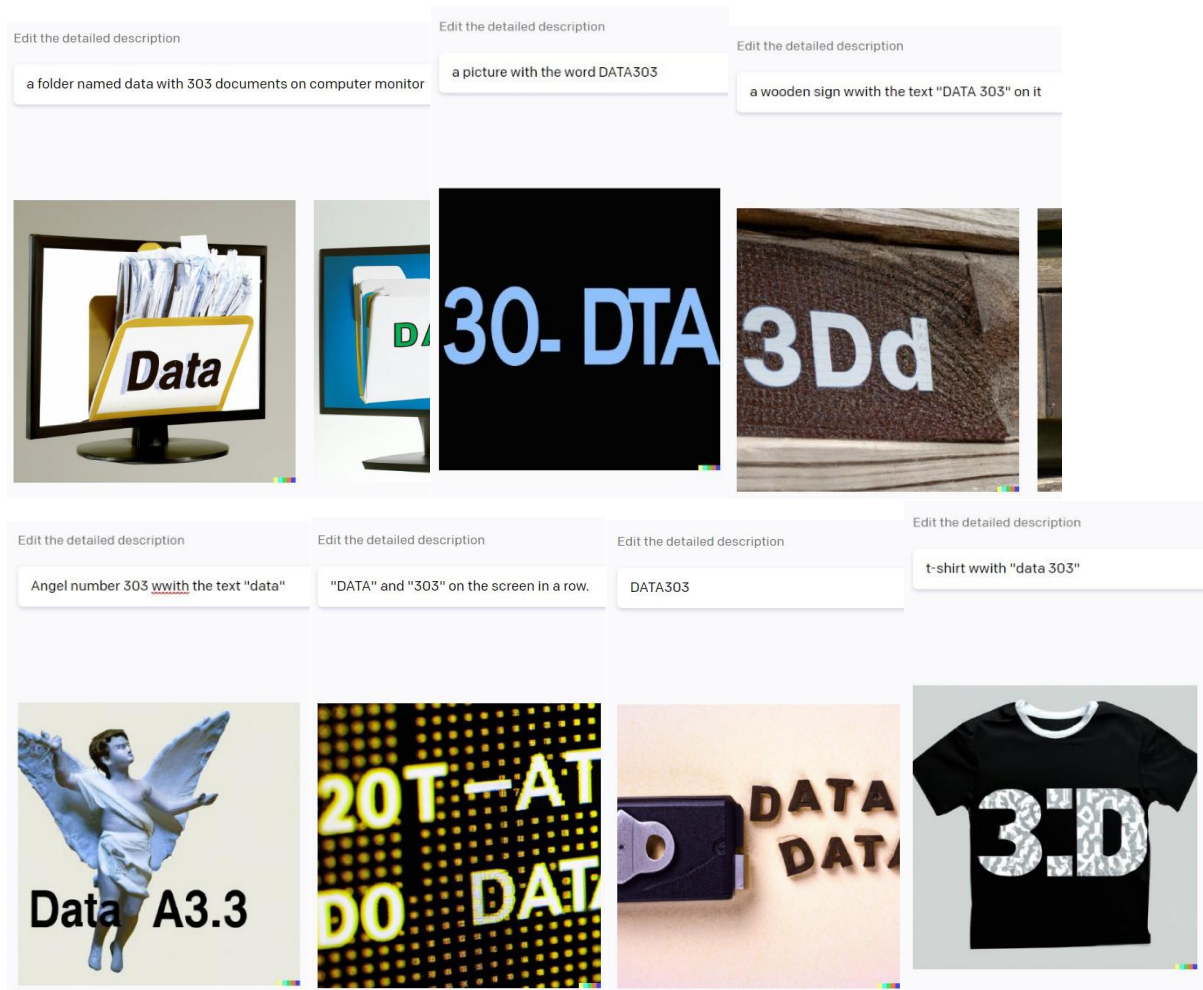 Edit the detailed description
a folder named data with 303 documents on computer monitor
Data
DA
Edit the detailed description
a picture with the word DATA303
30- DTA
Edit the detailed description
a wooden sign wwith the text "DATA 303" on it
3Dd
Edit the detailed description
Angel number 303 wwith the text "data"
Data A3.3
Edit the detailed description
"DATA" and "303" on the screen in a row.
20T -AT
D0 DATA
Edit the detailed description
DATA303
DATA
DATA
Edit the detailed description
t-shirt wwith "data 303"
3:D